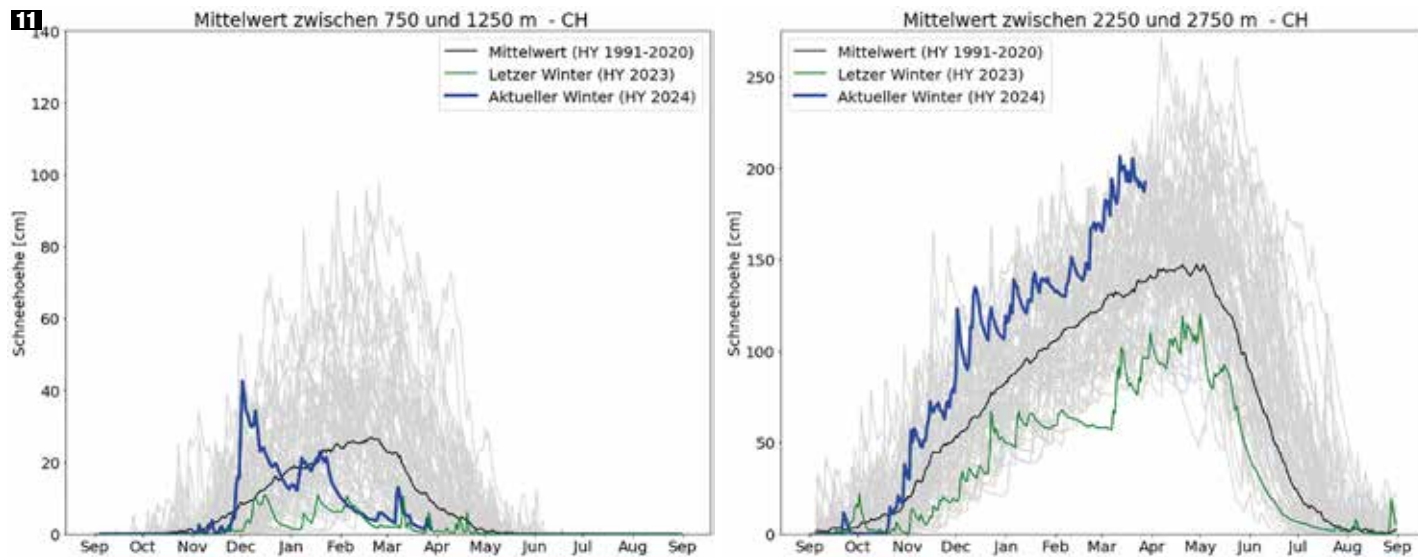 11
Mittelwert zwischen 750 und 1250 m - CH
140
120
100
80
60
40
20
0
Schneehoehe [cm]
Mittelwert (HY 1991-2020)
Letzer Winter (HY 2023)
Aktueller Winter (HY 2024)
Sep Oct Nov Dec Jan Feb Mar Apr May Jun Jul Aug Sep
Mittelwert zwischen 2250 und 2750 m - CH
250
200
150
100
50
0
Schneehoehe [cm]
Mittelwert (HY 1991-2020)
Letzer Winter (HY 2023)
Aktueller Winter (HY 2024)
Sep Oct Nov Dec Jan Feb Mar Apr May Jun Jul Aug Sep